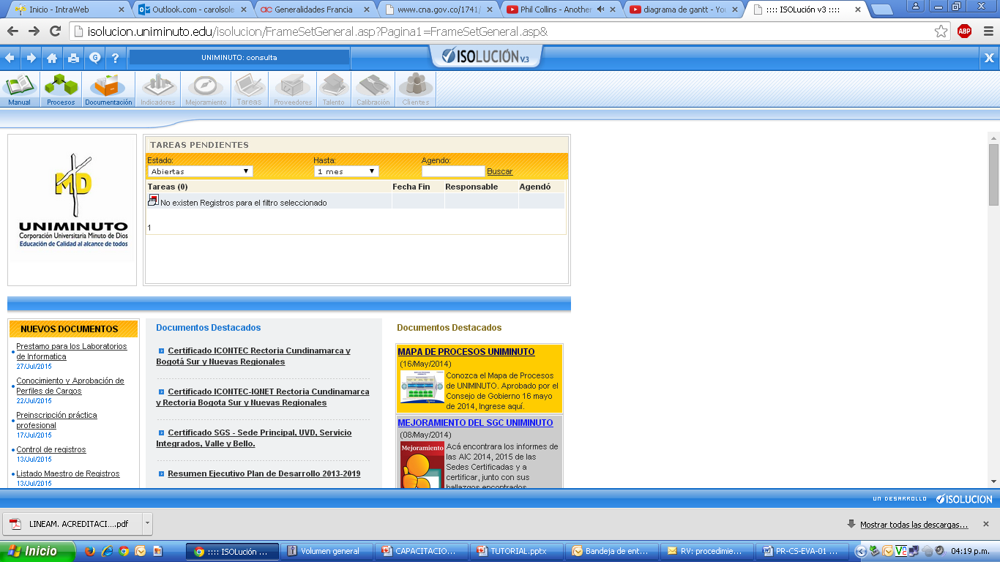 Inicio - IntraWeb
Outlook.com - carolsole
Generalidades Francia
www.cna.gov.co/1741/
Phil Collins - Another
diagrama de gantt - You
:::: ISOLución v3 ::::
isolucion.uniminuto.edu/isolucion/FrameSetGeneral.asp?Pagina1=FrameSetGeneral.asp&
ABP
UNIMINUTO: consulta
ISOLUCIÓN V.3
X
Manual
Procesos
Documentación
Indicadores
Mejoramiento
Tareas
Proveedores
Talento
Calibración
Clientes
MD
UNIMINUTO
Corporación Universitaria Minuto de Dios
Educación de Calidad al alcance de todos
TAREAS PENDIENTES
Estado: Hasta: Agendo:
Abiertas 1 mes Buscar
Tareas (0) Fecha Fin Responsable Agendó
No existen Registros para el filtro seleccionado
1
NUEVOS DOCUMENTOS
Prestamo para los Laboratorios
de Informatica
27/Jul/2015
Conocimiento y Aprobación de
Perfiles de Cargos
22/Jul/2015
Preinscripción práctica
profesional
17/Jul/2015
Control de registros
13/Jul/2015
Listado Maestro de Registros
13/Jul/2015
Documentos Destacados
Certificado ICONTEC Rectoria Cundinamarca y
Bogotá Sur y Nuevas Regionales
Certificado ICONTEC-IQNET Rectoria Cundinamarca
y Rectoria Bogota Sur y Nuevas Regionales
Certificado SGS - Sede Principal, UVD, Servicio
Integrados, Valle y Bello.
Resumen Ejecutivo Plan de Desarrollo 2013-2019
Documentos Destacados
MAPA DE PROCESOS UNIMINUTO
(16/May/2014)
Conozca el Mapa de Procesos
de UNIMINUTO. Aprobado por el
Consejo de Gobierno 16 mayo
de 2014, Ingrese aquí.
MEJORAMIENTO DEL SGC UNIMINUTO
(08/May/2014)
Mejoramiento
Acá encontrara los informes de
las AIC 2014, 2015 de las
Sedes Certificadas y a
certificar, junto con sus
hallazgos encontrados
UN DESARROLLO ISOLUCION
LINEAM. ACREDITACI....pdf
Mostrar todas las descargas...
Inicio
:::: ISOLución ...
Volumen general
CAPACITACIO...
TUTORIAL.pptx
Bandeja de ent...
RV: procedimie...
PR-CS-EVA-01 ...
04:19 p.m.